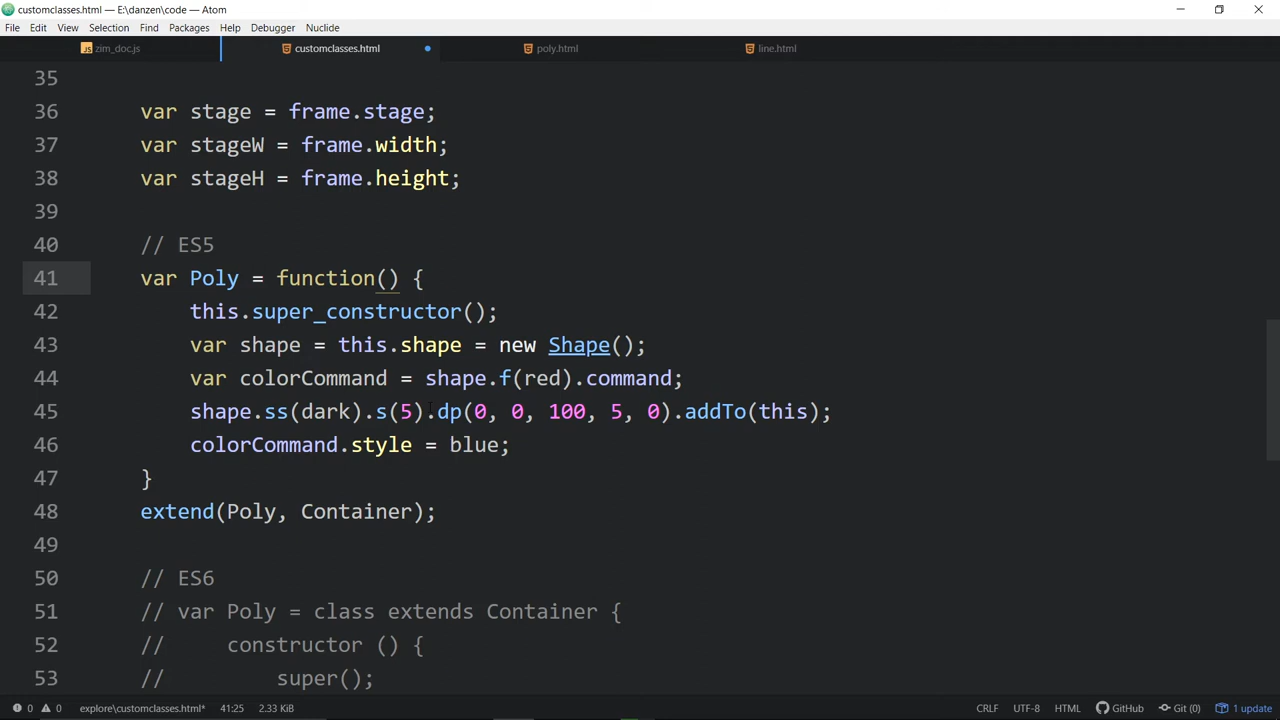 customclasses.html — E:\danzen\code — Atom
File Edit View Selection Find Packages Help Debugger Nuclide
JS zim_doc.js customclasses.html poly.html line.html
35
36 var stage = frame.stage;
37 var stageW = frame.width;
38 var stageH = frame.height;
39
40 // ES5
41 var Poly = function() {
42 this.super_constructor();
43 var shape = this.shape = new Shape();
44 var colorCommand = shape.f(red).command;
45 shape.ss(dark).s(5).dp(0, 0, 100, 5, 0).addTo(this);
46 colorCommand.style = blue;
47 }
48 extend(Poly, Container);
49
50 // ES6
51 // var Poly = class extends Container {
52 // constructor () {
53 // super();
0 0 explore\customclasses.html* 41:25 2.33 KiB CRLF UTF-8 HTML GitHub Git (0) 1 update